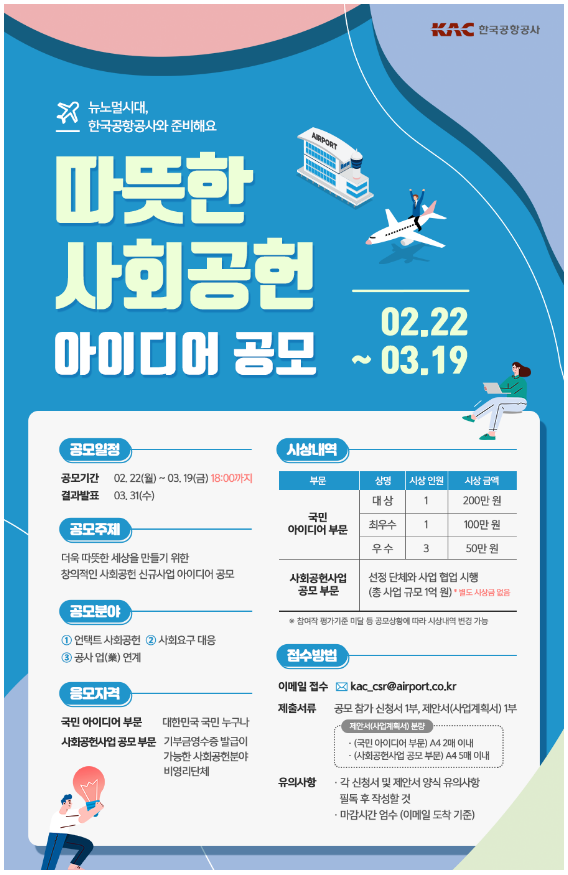 KAC 한국공항공사
뉴노멀시대,
한국공항공사와 준비해요
AIRPORT
따뜻한
사회공헌
아이디어 공모
02.22
~ 03.19
공모일정
공모기간 02. 22(월) ~ 03. 19(금) 18:00까지
결과발표 03. 31(수)
공모주제
더욱 따뜻한 세상을 만들기 위한
창의적인 사회공헌 신규사업 아이디어 공모
공모분야
① 언택트 사회공헌 ② 사회요구 대응
③ 공사 업(業) 연계
응모자격
국민 아이디어 부문 대한민국 국민 누구나
사회공헌사업 공모 부문 기부금영수증 발급이
가능한 사회공헌분야
비영리단체
시상내역
부문 상명 시상 인원 시상 금액
국민
아이디어 부문
대 상 1 200만 원
최우수 1 100만 원
우 수 3 50만 원
사회공헌사업
공모 부문
선정 단체와 사업 협업 시행
(총 사업 규모 1억 원) * 별도 시상금 없음
※ 참여작 평가기준 미달 등 공모상황에 따라 시상내역 변경 가능
접수방법
이메일 접수 kac_csr@airport.co.kr
제출서류 공모 참가 신청서 1부, 제안서(사업계획서) 1부
제안서(사업계획서) 분량
· (국민 아이디어 부문) A4 2매 이내
· (사회공헌사업 공모 부문) A4 5매 이내
유의사항 · 각 신청서 및 제안서 양식 유의사항
필독 후 작성할 것
· 마감시간 엄수 (이메일 도착 기준)